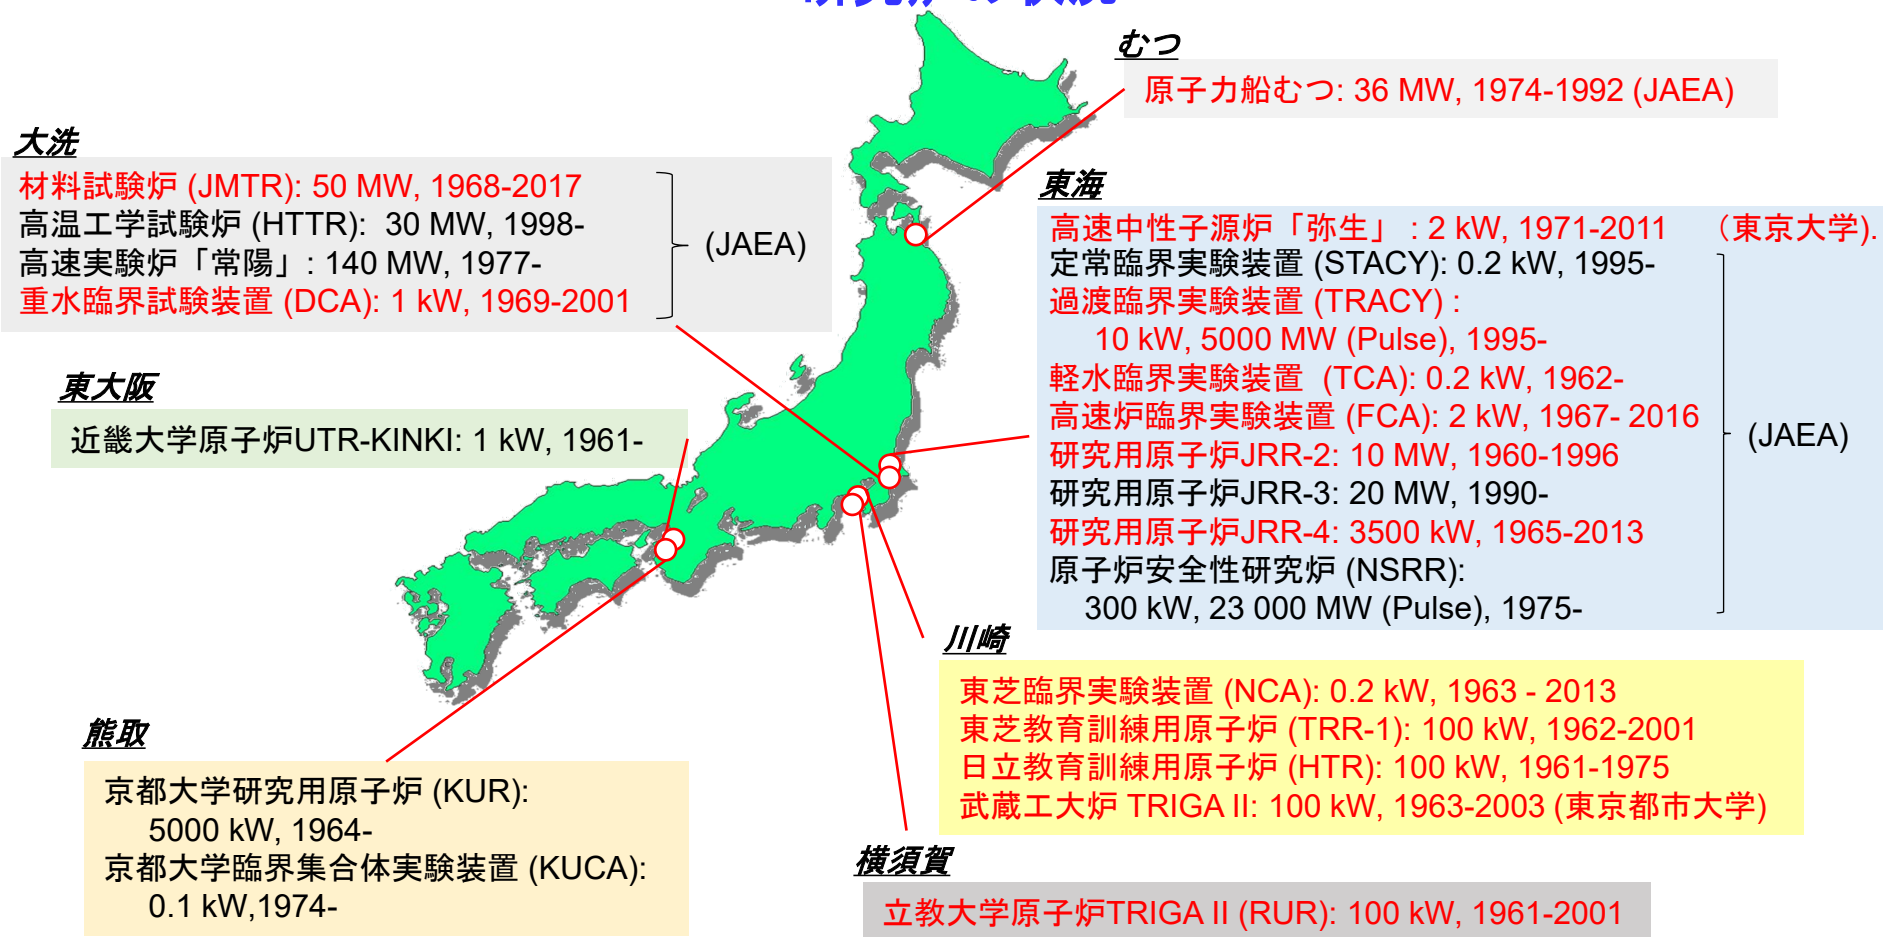 研究炉の状況
むつ
原子力船むつ: 36 MW, 1974-1992 (JAEA)
大洗
材料試験炉 (JMTR): 50 MW, 1968-2017
高温工学試験炉 (HTTR): 30 MW, 1998-
高速実験炉「常陽」: 140 MW, 1977-
重水臨界試験装置 (DCA): 1 kW, 1969-2001
(JAEA)
東海
高速中性子源炉「弥生」 : 2 kW, 1971-2011 (東京大学).
定常臨界実験装置 (STACY): 0.2 kW, 1995-
過渡臨界実験装置 (TRACY) :
10 kW, 5000 MW (Pulse), 1995-
軽水臨界実験装置 (TCA): 0.2 kW, 1962-
高速炉臨界実験装置 (FCA): 2 kW, 1967- 2016
研究用原子炉JRR-2: 10 MW, 1960-1996
研究用原子炉JRR-3: 20 MW, 1990-
研究用原子炉JRR-4: 3500 kW, 1965-2013
原子炉安全性研究炉 (NSRR):
300 kW, 23 000 MW (Pulse), 1975-
(JAEA)
東大阪
近畿大学原子炉UTR-KINKI: 1 kW, 1961-
川崎
東芝臨界実験装置 (NCA): 0.2 kW, 1963 - 2013
東芝教育訓練用原子炉 (TRR-1): 100 kW, 1962-2001
日立教育訓練用原子炉 (HTR): 100 kW, 1961-1975
武蔵工大炉 TRIGA II: 100 kW, 1963-2003 (東京都市大学)
熊取
京都大学研究用原子炉 (KUR):
5000 kW, 1964-
京都大学臨界集合体実験装置 (KUCA):
0.1 kW,1974-
横須賀
立教大学原子炉TRIGA II (RUR): 100 kW, 1961-2001